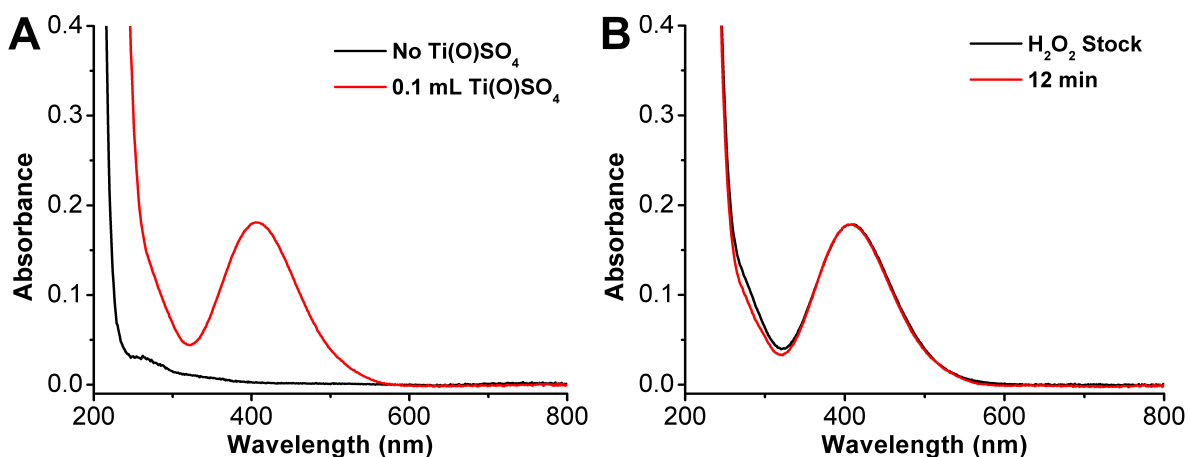 A
No Ti(O)SO₄
0.1 mL Ti(O)SO₄
Absorbance
0.4
0.3
0.2
0.1
0.0
200 400 600 800
Wavelength (nm)
B
H₂O₂ Stock
12 min
Absorbance
0.4
0.3
0.2
0.1
0.0
200 400 600 800
Wavelength (nm)